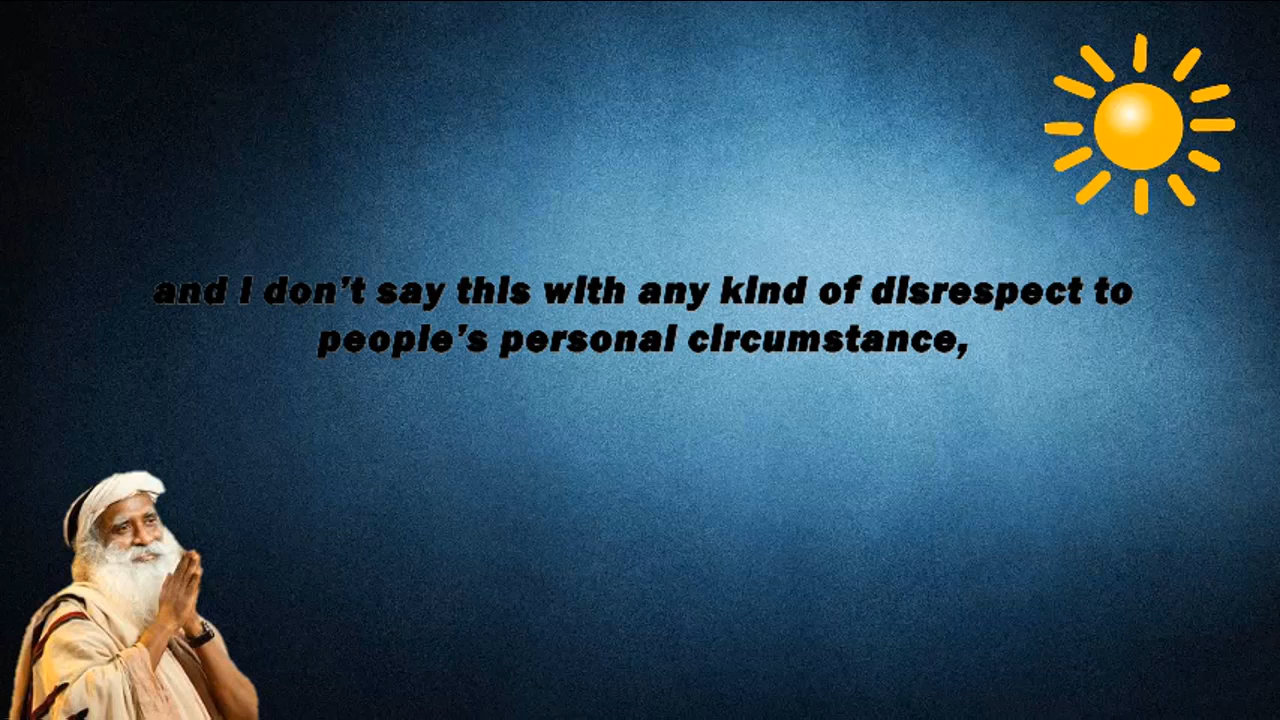 and I don't say this with any kind of disrespect to
people's personal circumstance,